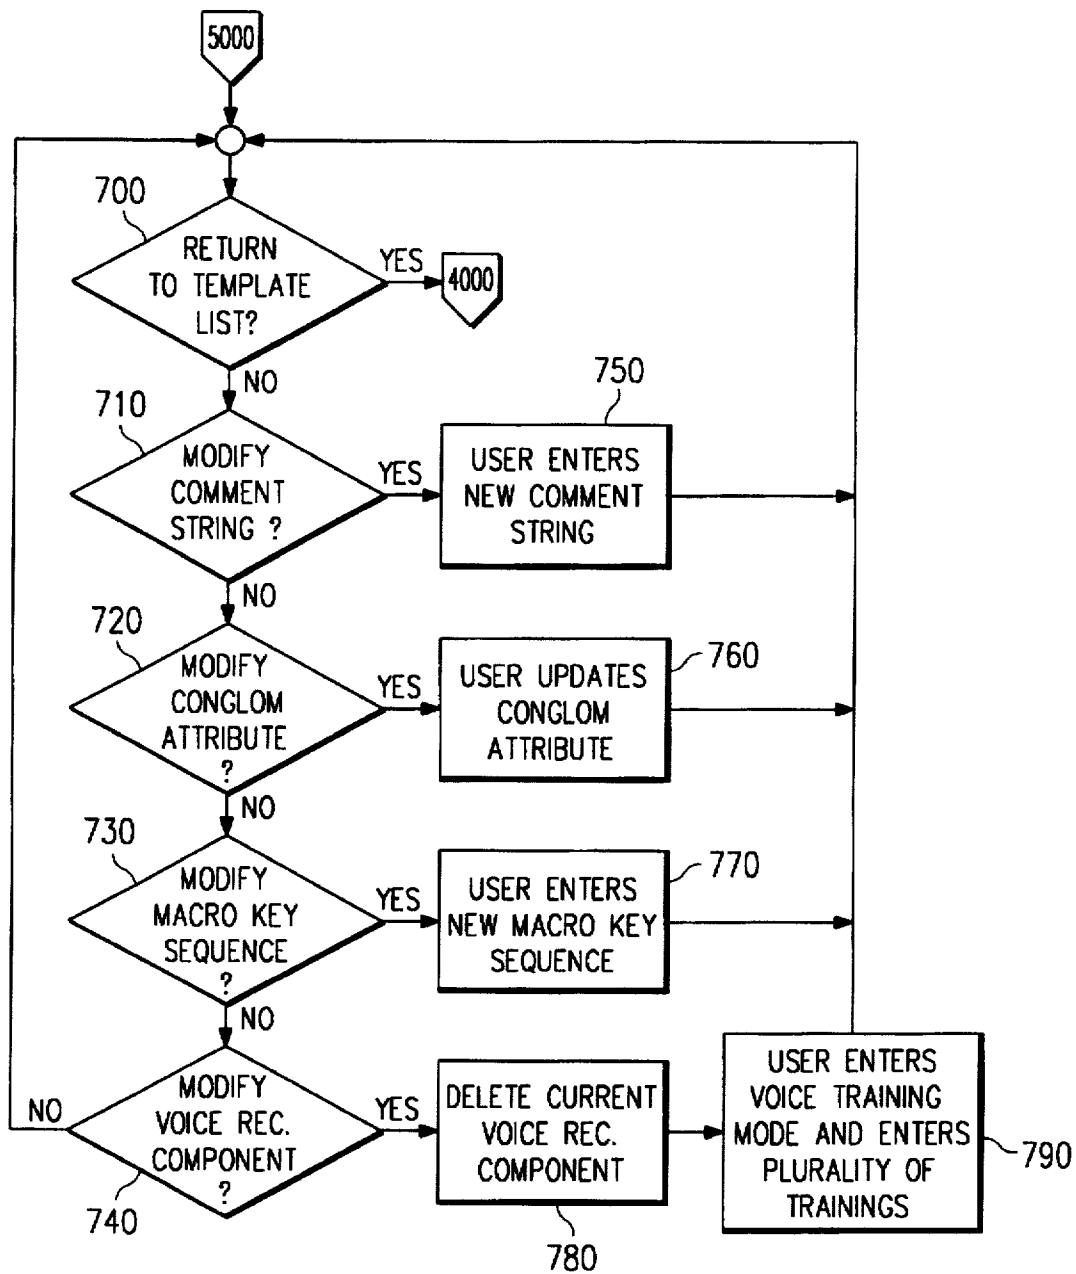 5000
700
RETURN
TO TEMPLATE
LIST?
YES
4000
NO
710
MODIFY
COMMENT
STRING ?
YES
750
USER ENTERS
NEW COMMENT
STRING
NO
720
MODIFY
CONGLOM
ATTRIBUTE
?
YES
760
USER UPDATES
CONGLOM
ATTRIBUTE
NO
730
MODIFY
MACRO KEY
SEQUENCE
?
YES
770
USER ENTERS
NEW MACRO KEY
SEQUENCE
NO
740
MODIFY
VOICE REC.
COMPONENT
?
NO
YES
780
DELETE CURRENT
VOICE REC.
COMPONENT
790
USER ENTERS
VOICE TRAINING
MODE AND ENTERS
PLURALITY OF
TRAININGS